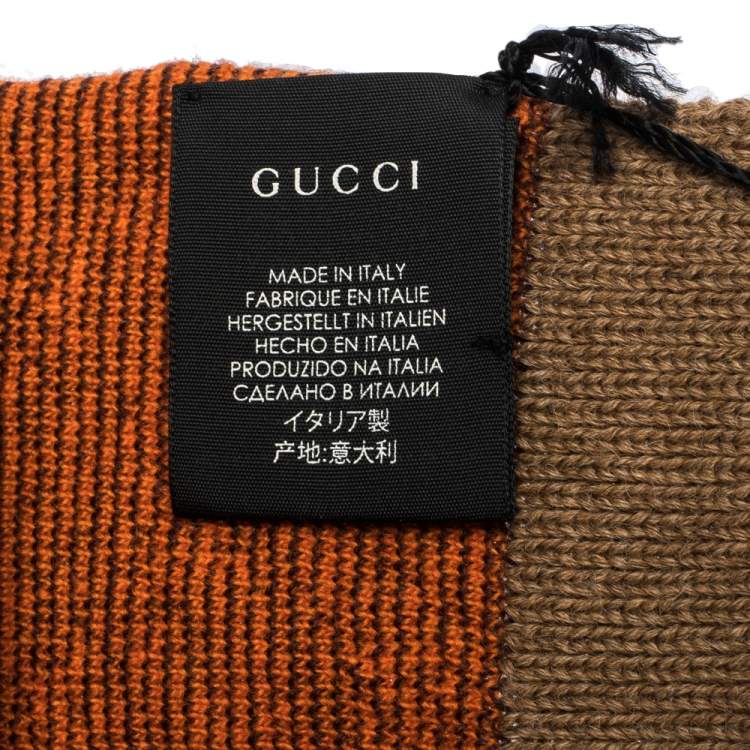 GUCCI
MADE IN ITALY
FABRIQUE EN ITALIE
HERGESTELLT IN ITALIEN
HECHO EN ITALIA
PRODUZIDO NA ITALIA
СДЕЛАНО В ИТАЛИИ
イタリア製
产地:意大利